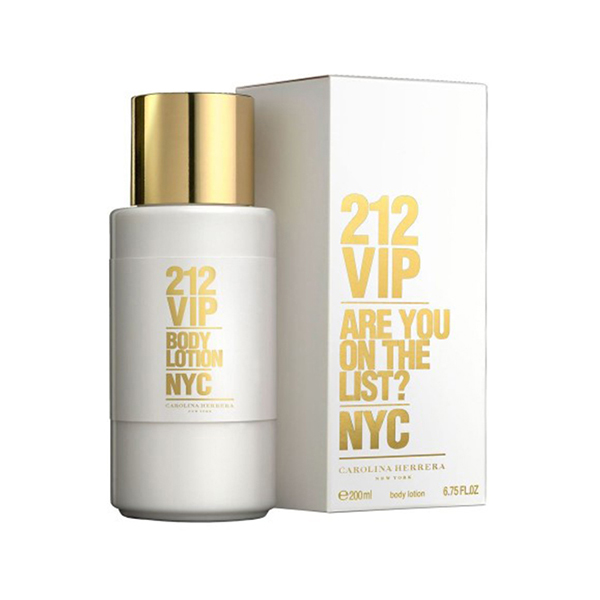 212
VIP
BODY
LOTION
NYC
CAROLINA HERRERA
NEW YORK
212
VIP
ARE YOU
ON THE
LIST?
NYC
CAROLINA HERRERA
NEW YORK
℮200ml body lotion 6.75 FL.OZ